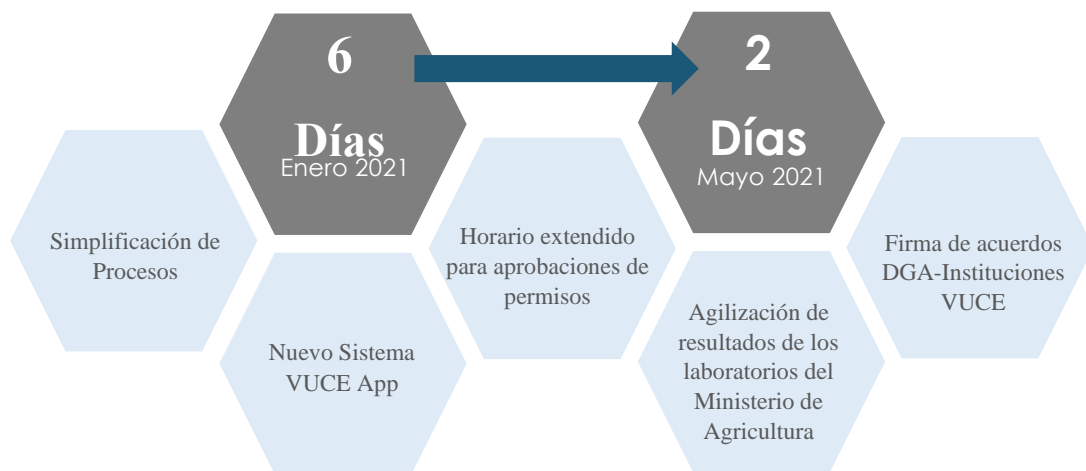 6
Días
Enero 2021
2
Días
Mayo 2021
Simplificación de
Procesos
Nuevo Sistema
VUCE App
Horario extendido
para aprobaciones de
permisos
Agilización de
resultados de los
laboratorios del
Ministerio de
Agricultura
Firma de acuerdos
DGA-Instituciones
VUCE